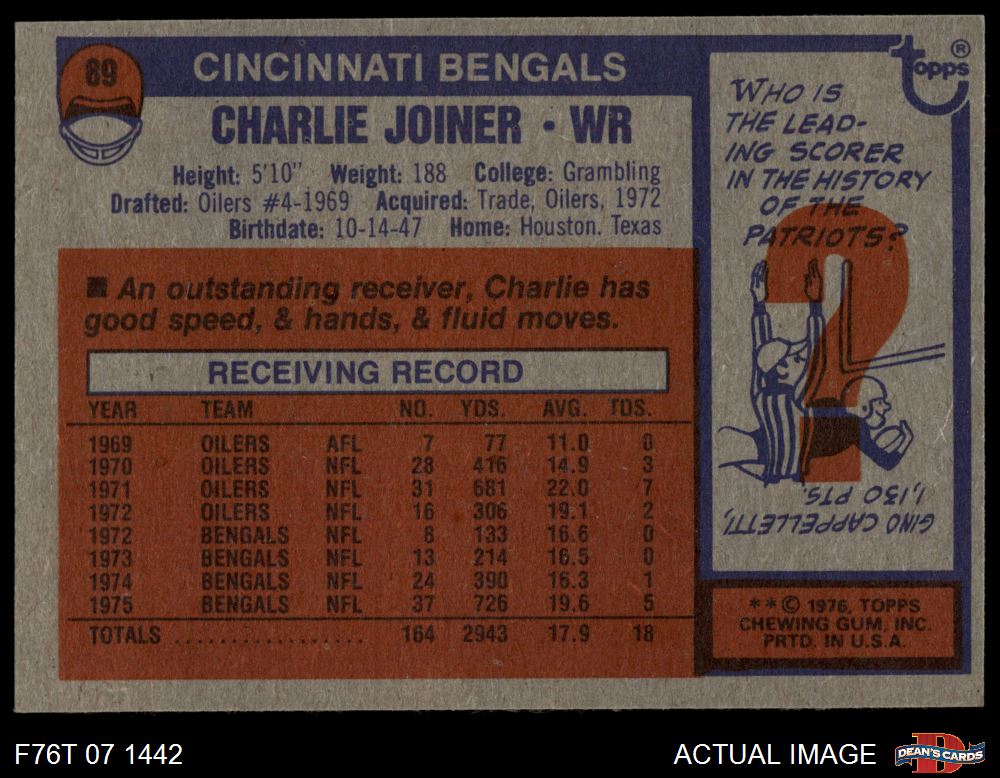 89
CINCINNATI BENGALS
CHARLIE JOINER • WR
Height: 5'10" Weight: 188 College: Grambling
Drafted: Oilers #4-1969 Acquired: Trade, Oilers, 1972
Birthdate: 10-14-47 Home: Houston, Texas
■ An outstanding receiver, Charlie has
good speed, & hands, & fluid moves.
RECEIVING RECORD
YEAR TEAM NO. YDS. AVG. TDS.
1969 OILERS AFL 7 77 11.0 0
1970 OILERS NFL 28 416 14.9 3
1971 OILERS NFL 31 681 22.0 7
1972 OILERS NFL 16 306 19.1 2
1972 BENGALS NFL 8 133 16.6 0
1973 BENGALS NFL 13 214 16.5 0
1974 BENGALS NFL 24 390 16.3 1
1975 BENGALS NFL 37 726 19.6 5
TOTALS .................. 164 2943 17.9 18
Topps ®
WHO IS
THE LEAD-
ING SCORER
IN THE HISTORY
OF THE
PATRIOTS?
?
GINO CAPPELLETTI,
1,130 PTS.
* * © 1976, TOPPS
CHEWING GUM, INC.
PRTD. IN U.S.A.
F76T 07 1442
ACTUAL IMAGE
DEAN'S CARDS